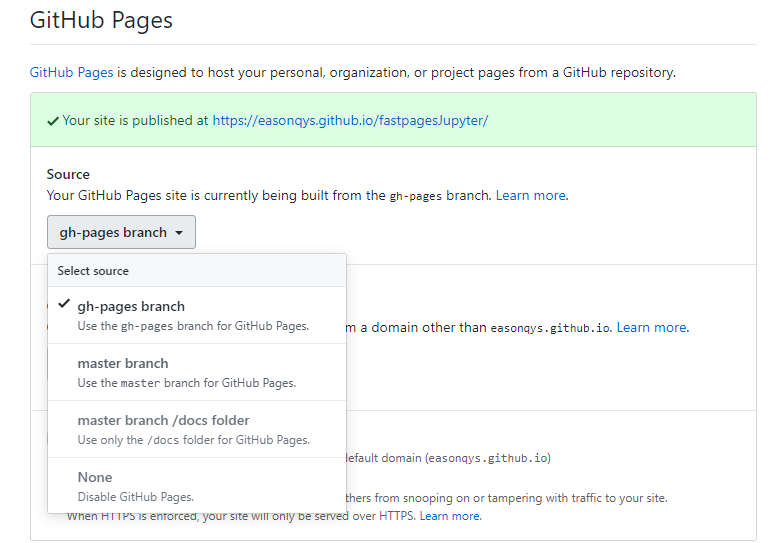 GitHub Pages
GitHub Pages is designed to host your personal, organization, or project pages from a GitHub repository.
Your site is published at https://easonqys.github.io/fastpagesJupyter/
Source
Your GitHub Pages site is currently being built from the gh-pages branch. Learn more.
gh-pages branch
Select source
gh-pages branch
Use the gh-pages branch for GitHub Pages.
a domain other than easonqys.github.io. Learn more.
master branch
Use the master branch for GitHub Pages.
master branch /docs folder
Use only the /docs folder for GitHub Pages.
default domain (easonqys.github.io)
None
Disable GitHub Pages.
thers from snooping on or tampering with traffic to your site.
When HTTPS is enforced, your site will only be served over HTTPS. Learn more.